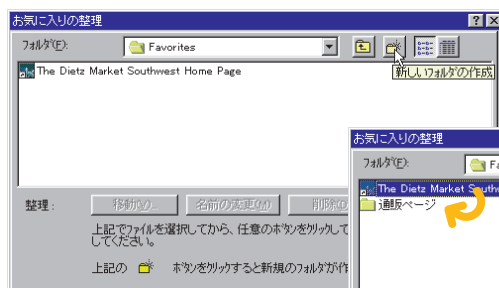 お気に入りの整理
フォルダ(F):
Favorites
新しいフォルダの作成
The Dietz Market Southwest Home Page
お気に入りの整理
フォルダ(F):
Fa
The Dietz Market Southw
通販ページ
整理:
移動(V)...
名前の変更(N)
削除(D)
上記でファイルを選択してから、任意のボタンをクリックして
してください。
上記の ボタンをクリックすると新規のフォルダが作